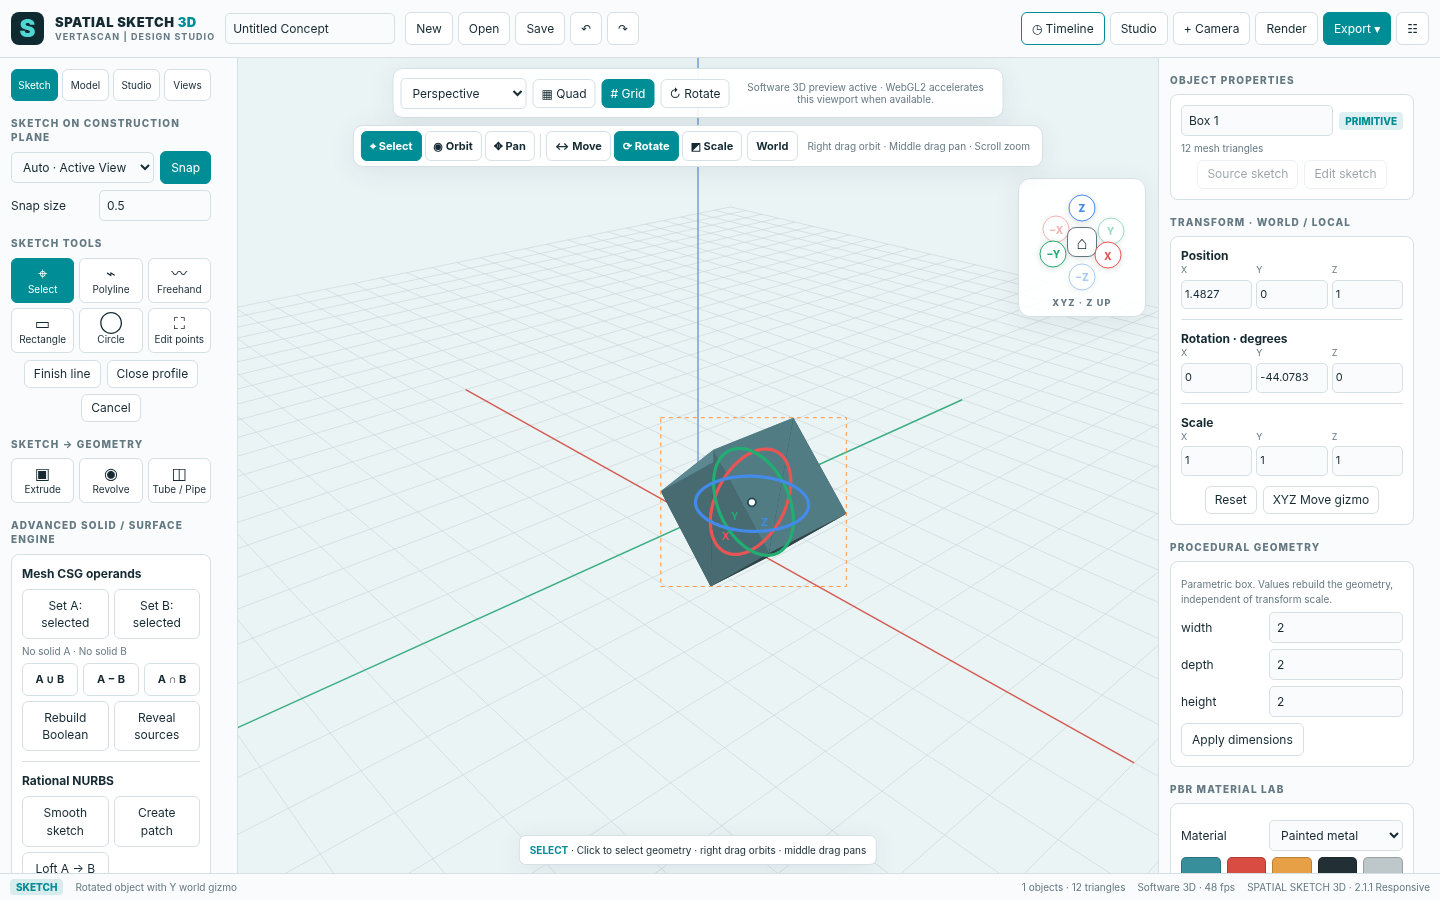 S
SPATIAL SKETCH 3D
VERTASCAN | DESIGN STUDIO
Untitled Concept
New
Open
Save
↶
↷
◷ Timeline
Studio
+ Camera
Render
Export ▾
☷
Sketch
Model
Studio
Views
SKETCH ON CONSTRUCTION
PLANE
Auto · Active View
Snap
Snap size
0.5
SKETCH TOOLS
Select
Polyline
Freehand
Rectangle
Circle
Edit points
Finish line
Close profile
Cancel
SKETCH → GEOMETRY
Extrude
Revolve
Tube / Pipe
ADVANCED SOLID / SURFACE
ENGINE
Mesh CSG operands
Set A:
selected
Set B:
selected
No solid A · No solid B
A ∪ B
A − B
A ∩ B
Rebuild
Boolean
Reveal
sources
Rational NURBS
Smooth
sketch
Create
patch
Loft A → B
Perspective
▦ Quad
# Grid
↻ Rotate
Software 3D preview active · WebGL2 accelerates
this viewport when available.
⌖ Select
◉ Orbit
✥ Pan
↔ Move
⟳ Rotate
◩ Scale
World
Right drag orbit · Middle drag pan · Scroll zoom
Z
−X
Y
⌂
−Y
X
−Z
XYZ · Z UP
Y
Z
X
SELECT · Click to select geometry · right drag orbits · middle drag pans
OBJECT PROPERTIES
Box 1
PRIMITIVE
12 mesh triangles
Source sketch
Edit sketch
TRANSFORM · WORLD / LOCAL
Position
X Y Z
1.4827 0 1
Rotation · degrees
X Y Z
0 -44.0783 0
Scale
X Y Z
1 1 1
Reset
XYZ Move gizmo
PROCEDURAL GEOMETRY
Parametric box. Values rebuild the geometry,
independent of transform scale.
width 2
depth 2
height 2
Apply dimensions
PBR MATERIAL LAB
Material
Painted metal
SKETCH
Rotated object with Y world gizmo
1 objects · 12 triangles
Software 3D · 48 fps
SPATIAL SKETCH 3D · 2.1.1 Responsive